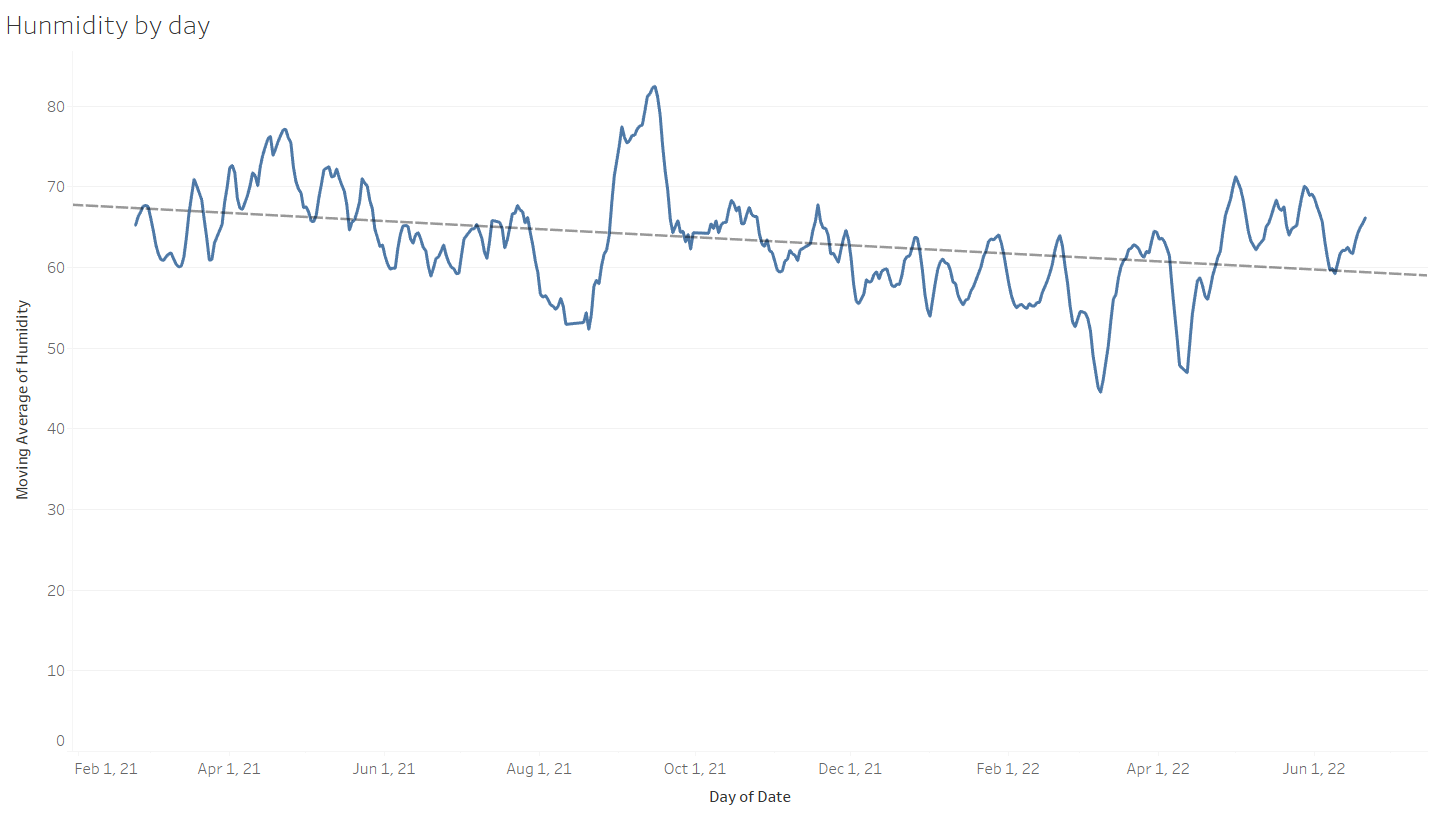 Hunmidity by day
80
70
60
50
40
30
20
10
0
Moving Average of Humidity
Feb 1, 21 Apr 1, 21 Jun 1, 21 Aug 1, 21 Oct 1, 21 Dec 1, 21 Feb 1, 22 Apr 1, 22 Jun 1, 22
Day of Date